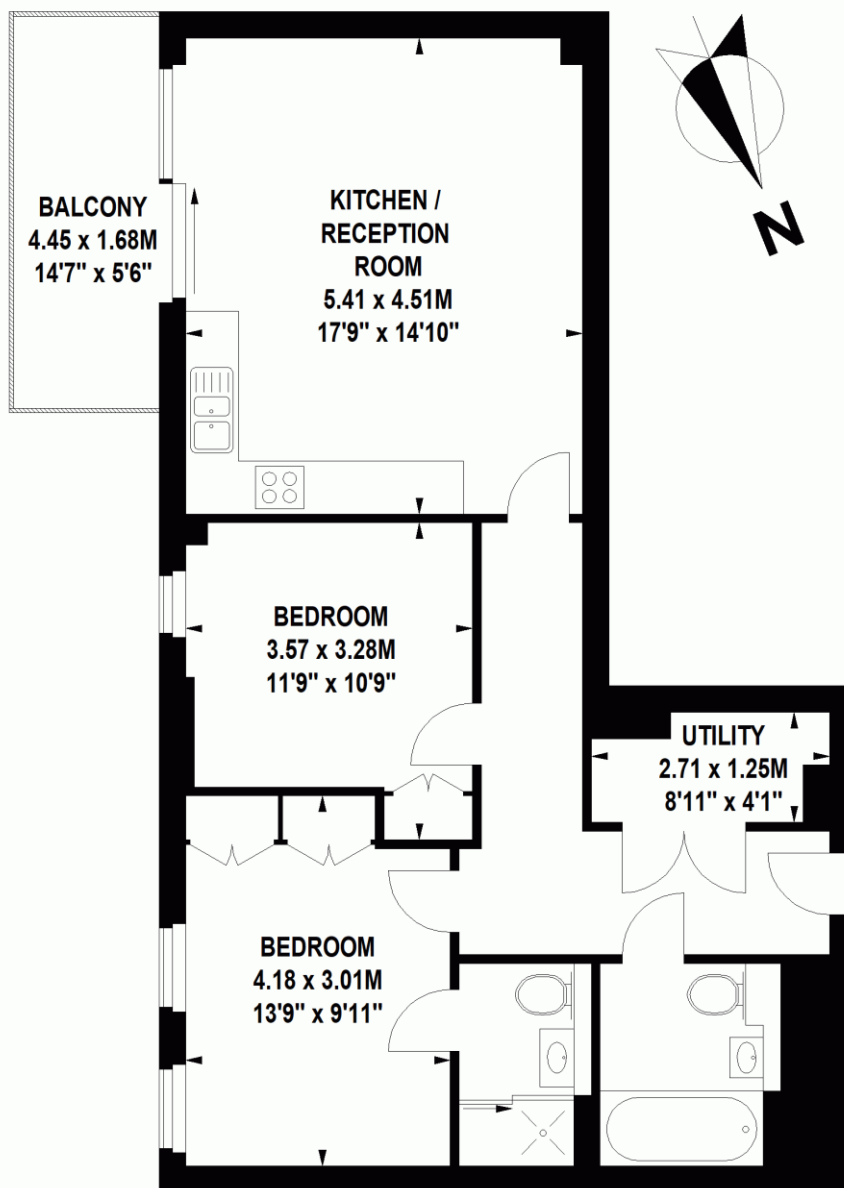 BALCONY
4.45 x 1.68M
14'7" x 5'6"
KITCHEN /
RECEPTION
ROOM
5.41 x 4.51M
17'9" x 14'10"
N
BEDROOM
3.57 x 3.28M
11'9" x 10'9"
UTILITY
2.71 x 1.25M
8'11" x 4'1"
BEDROOM
4.18 x 3.01M
13'9" x 9'11"